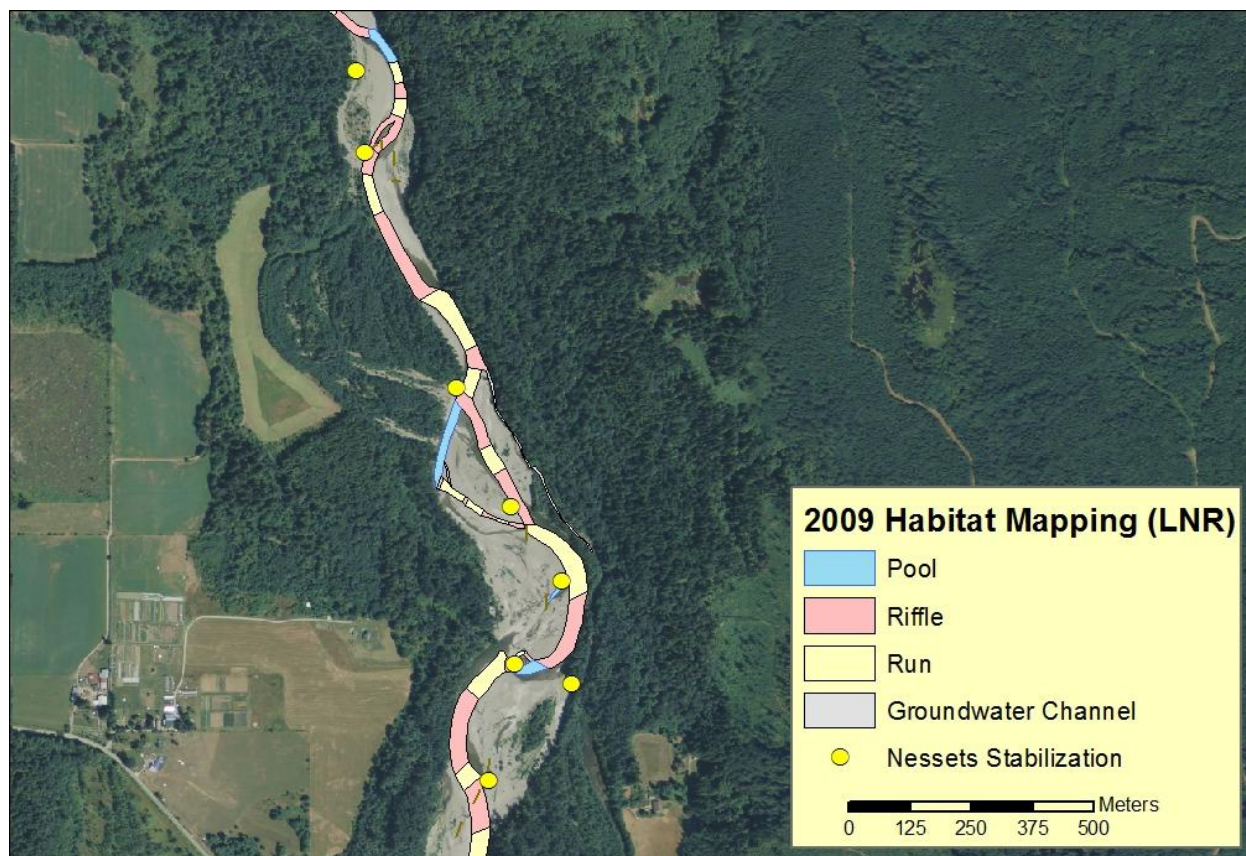 2009 Habitat Mapping (LNR)
Pool
Riffle
Run
Groundwater Channel
Nessets Stabilization
Meters
0 125 250 375 500